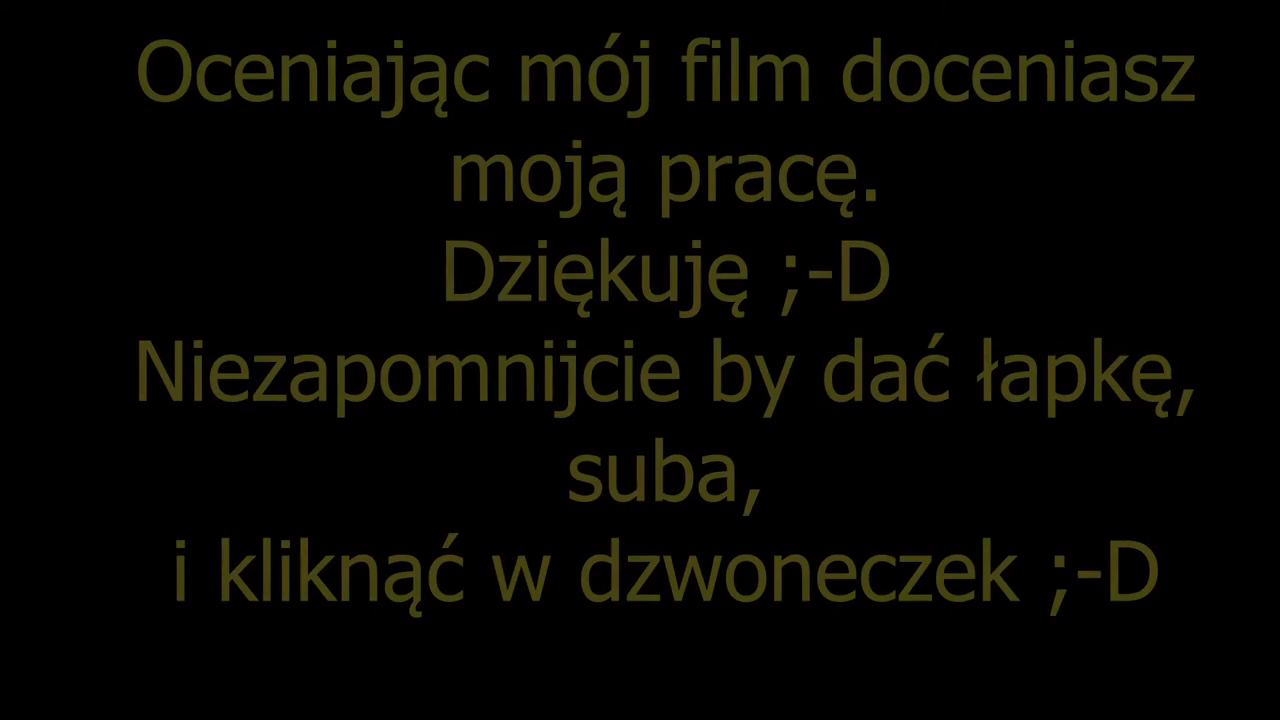 Oceniając mój film doceniasz
moją pracę.
Dziękuję ;-D
Niezapomnijcie by dać łapkę,
suba,
i kliknąć w dzwoneczek ;-D